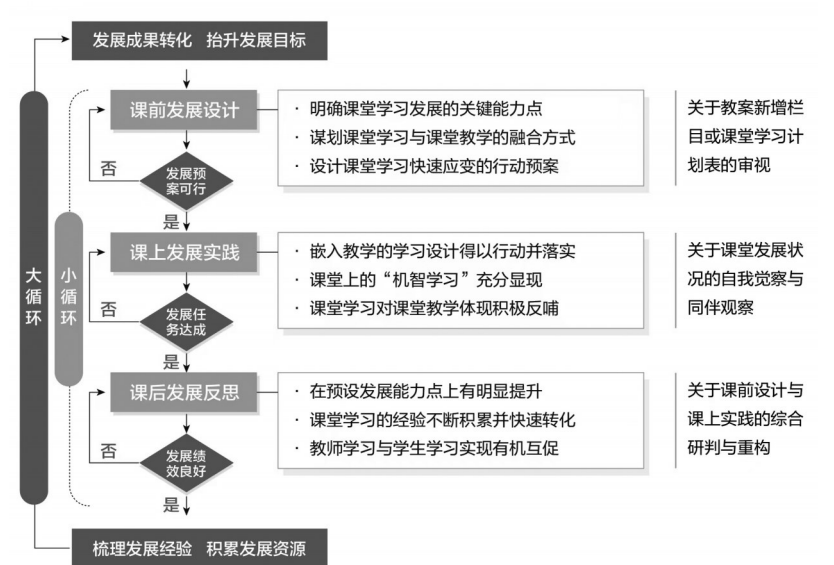 发展成果转化 抬升发展目标
课前发展设计
· 明确课堂学习发展的关键能力点
· 谋划课堂学习与课堂教学的融合方式
· 设计课堂学习快速应变的行动预案
关于教案新增栏
目或课堂学习计
划表的审视
否
发展预
案可行
是
课上发展实践
· 嵌入教学的学习设计得以行动并落实
· 课堂上的“机智学习”充分显现
· 课堂学习对课堂教学体现积极反哺
关于课堂发展状
况的自我觉察与
同伴观察
大循环
小循环
否
发展任
务达成
是
课后发展反思
· 在预设发展能力点上有明显提升
· 课堂学习的经验不断积累并快速转化
· 教师学习与学生学习实现有机互促
关于课前设计与
课上实践的综合
研判与重构
否
发展绩
效良好
是
梳理发展经验 积累发展资源